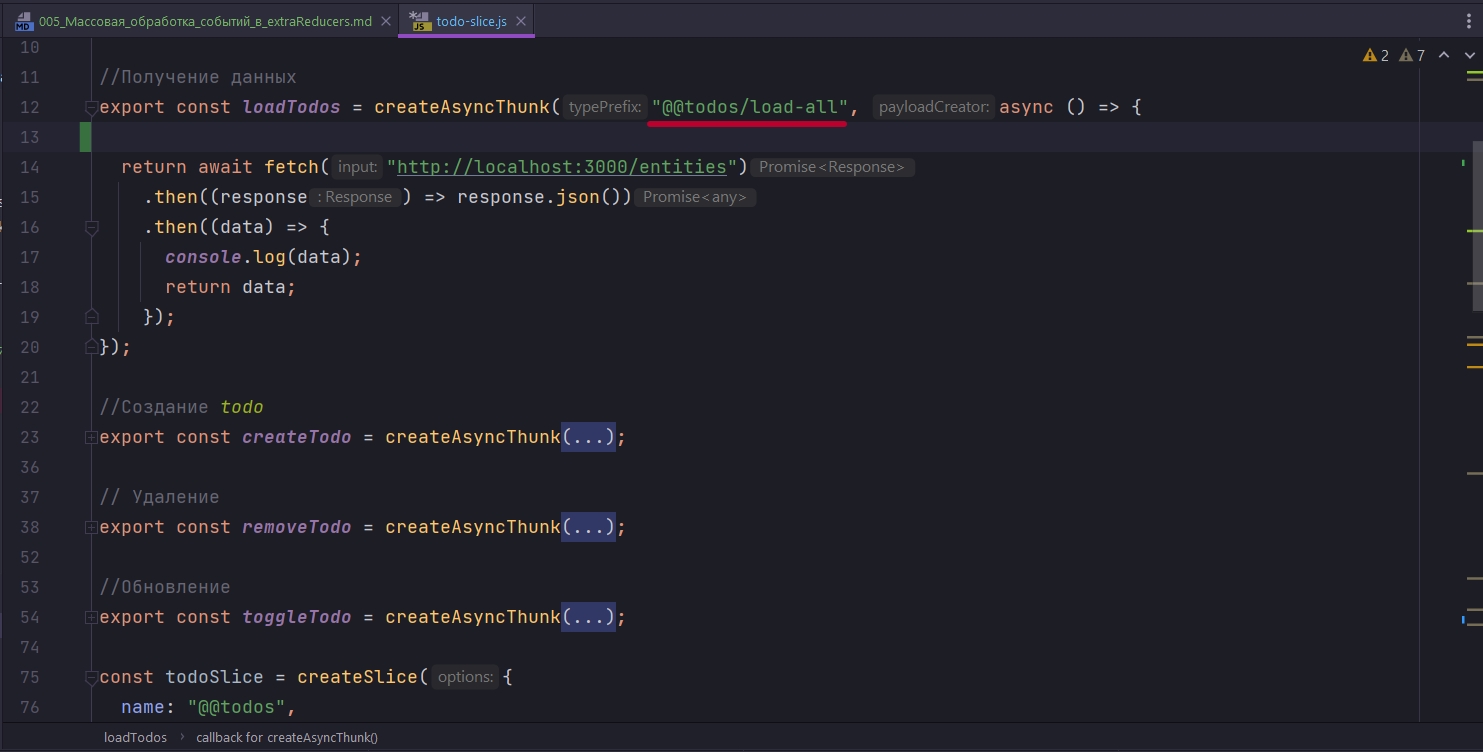 005_Массовая_обработка_событий_в_extraReducers.md todo-slice.js
2 7
10
11 //Получение данных
12 export const loadTodos = createAsyncThunk( typePrefix: "@@todos/load-all", payloadCreator: async () => {
13
14 return await fetch( input: "http://localhost:3000/entities") Promise<Response>
15 .then((response : Response ) => response.json()) Promise<any>
16 .then((data) => {
17 console.log(data);
18 return data;
19 });
20 });
21
22 //Создание todo
23 export const createTodo = createAsyncThunk(...);
36
37 // Удаление
38 export const removeTodo = createAsyncThunk(...);
52
53 //Обновление
54 export const toggleTodo = createAsyncThunk(...);
74
75 const todoSlice = createSlice( options: {
76 name: "@@todos",
loadTodos › callback for createAsyncThunk()